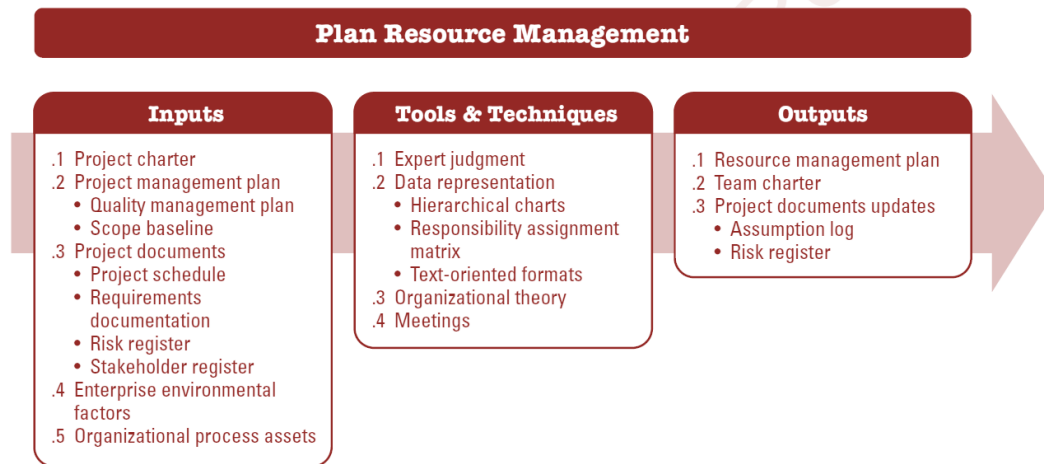 Plan Resource Management
Inputs
.1 Project charter
.2 Project management plan
• Quality management plan
• Scope baseline
.3 Project documents
• Project schedule
• Requirements
documentation
• Risk register
• Stakeholder register
.4 Enterprise environmental
factors
.5 Organizational process assets
Tools & Techniques
.1 Expert judgment
.2 Data representation
• Hierarchical charts
• Responsibility assignment
matrix
• Text-oriented formats
.3 Organizational theory
.4 Meetings
Outputs
.1 Resource management plan
.2 Team charter
.3 Project documents updates
• Assumption log
• Risk register